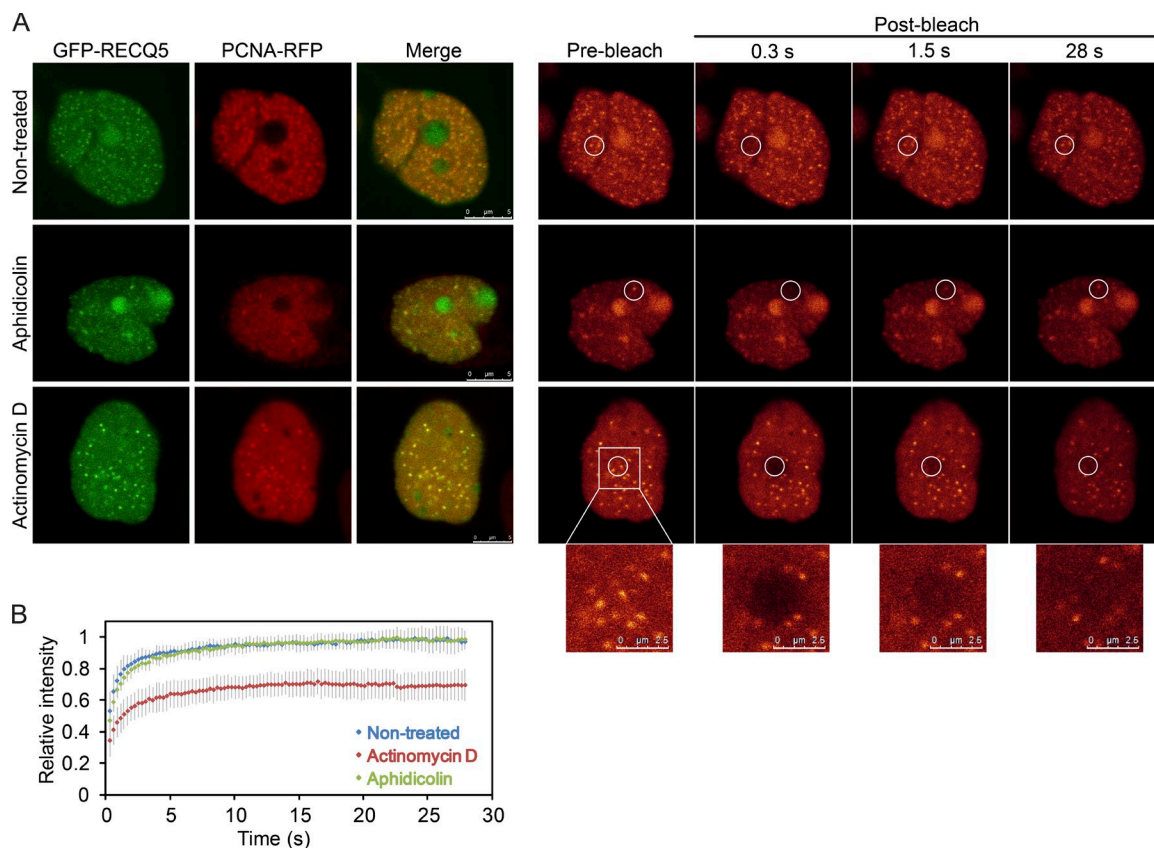 A
GFP-RECQ5 PCNA-RFP Merge
Pre-bleach
Post-bleach
0.3 s 1.5 s 28 s
Non-treated
0 µm 5
Aphidicolin
0 µm 5
Actinomycin D
0 µm 5
0 µm 2.5
0 µm 2.5
0 µm 2.5
0 µm 2.5
B
Relative intensity
1
0.8
0.6
0.4
0.2
0
Non-treated
Actinomycin D
Aphidicolin
0 5 10 15 20 25 30
Time (s)